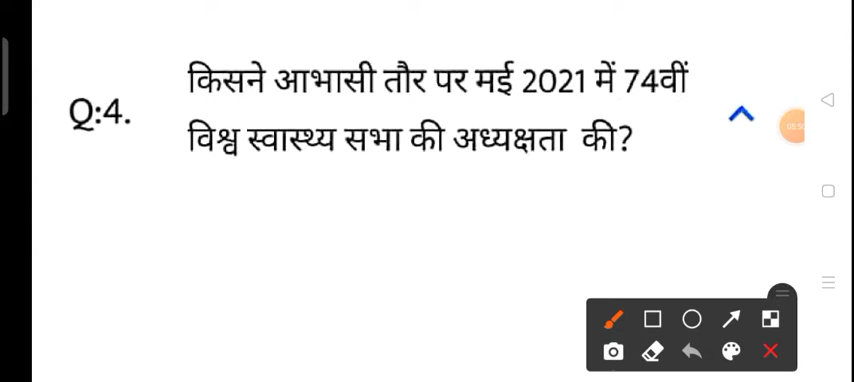 किसने आभासी तौर पर मई 2021 में 74वीं
Q:4.
विश्व स्वास्थ्य सभा की अध्यक्षता की?